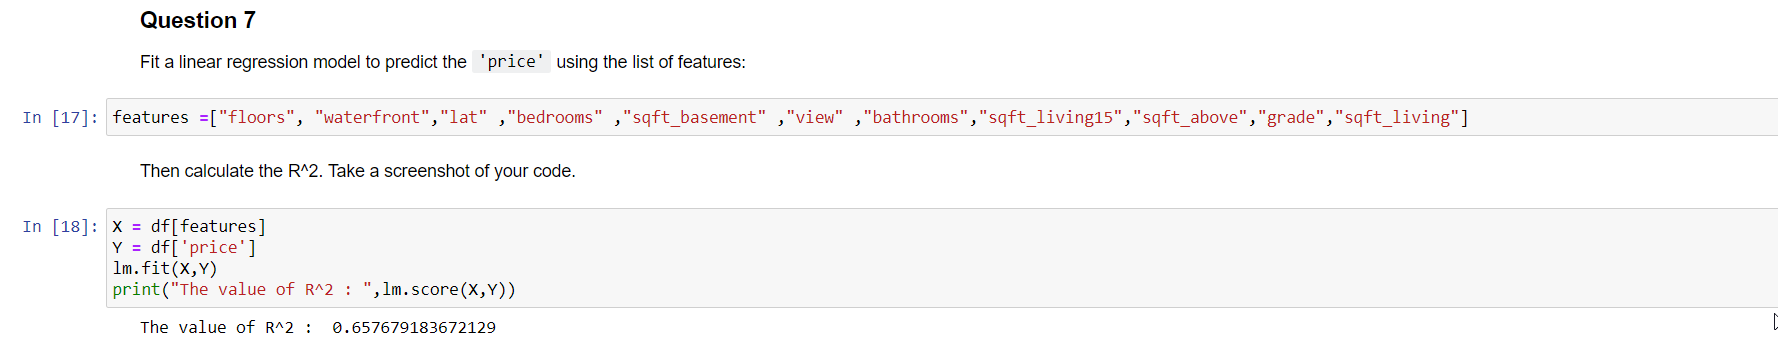 Question 7
Fit a linear regression model to predict the 'price' using the list of features:
In [17]: features =["floors", "waterfront","lat" ,"bedrooms" ,"sqft_basement" ,"view" ,"bathrooms","sqft_living15","sqft_above","grade","sqft_living"]
Then calculate the R^2. Take a screenshot of your code.
In [18]: X = df[features]
Y = df['price']
lm.fit(X,Y)
print("The value of R^2 : ",lm.score(X,Y))
The value of R^2 :  0.657679183672129